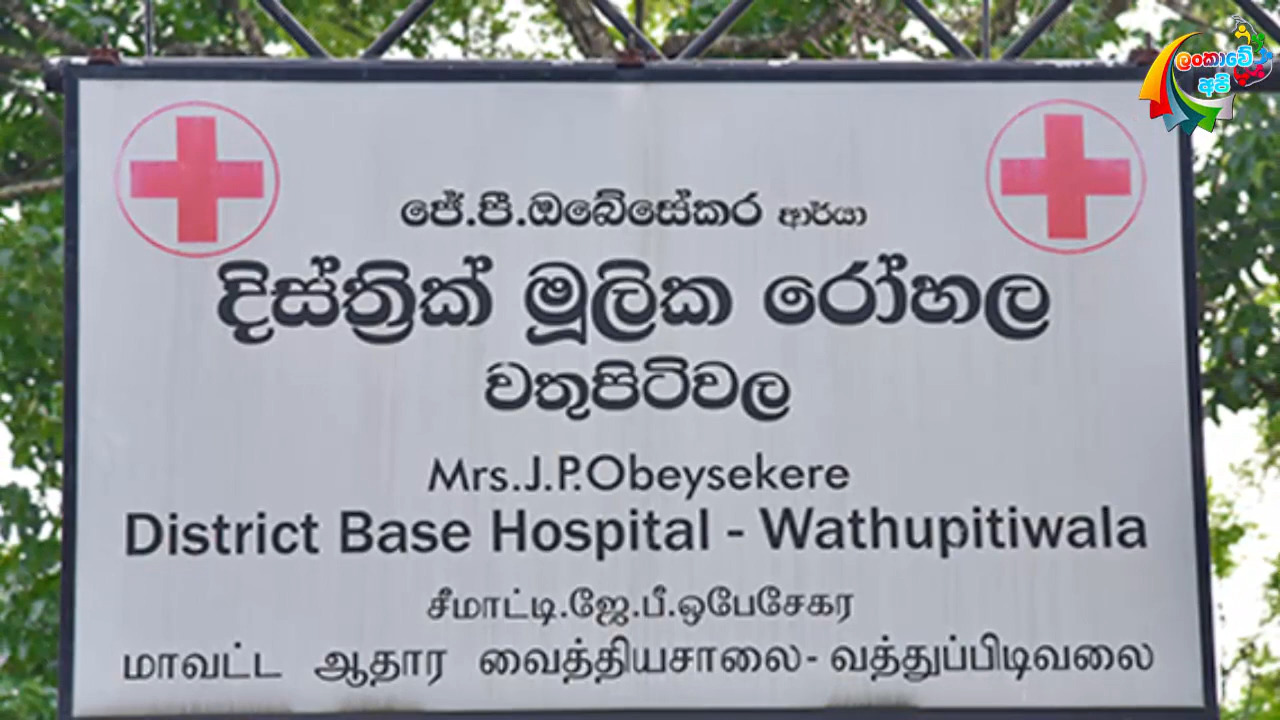 ලංකාවේ
අපි
ජේ.පී.ඔබේසේකර ආර්යා
දිස්ත්‍රික් මූලික රෝහල
වතුපිටිවල
Mrs.J.P.Obeysekere
District Base Hospital - Wathupitiwala
சீமாட்டி.ஜே.பீ.ஒபேசேகர
மாவட்ட ஆதார வைத்தியசாலை - வத்துப்பிடிவலை